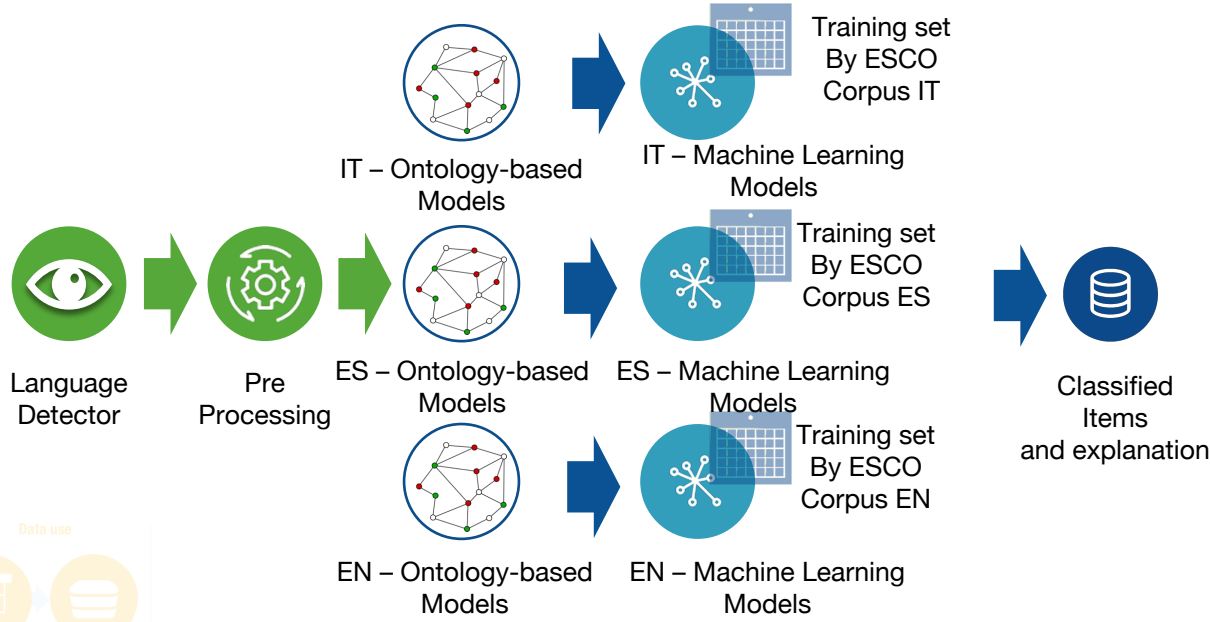 Training set
By ESCO
Corpus IT
IT – Ontology-based
Models
IT – Machine Learning
Models
Training set
By ESCO
Corpus ES
Language
Detector
Pre
Processing
ES – Ontology-based
Models
ES – Machine Learning
Models
Classified
Items
and explanation
Training set
By ESCO
Corpus EN
Data use
EN – Ontology-based
Models
EN – Machine Learning
Models